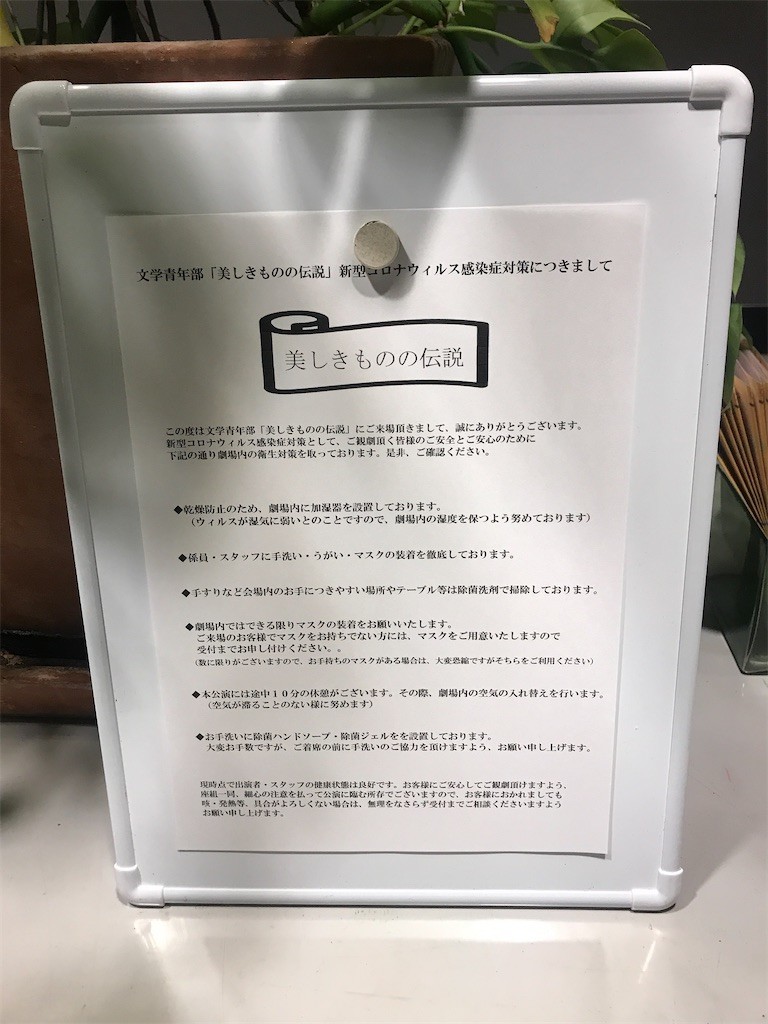 文学青年部「美しきものの伝説」新型コロナウィルス感染症対策につきまして
美しきものの伝説
この度は文学青年部「美しきものの伝説」にご来場頂きまして、誠にありがとうございます。
新型コロナウィルス感染症対策として、ご観劇頂く皆様のご安全とご安心のために
下記の通り劇場内の衛生対策を取っております。是非、ご確認ください。
◆乾燥防止のため、劇場内に加湿器を設置しております。
（ウィルスが湿気に弱いとのことですので、劇場内の湿度を保つよう努めております）
◆係員・スタッフに手洗い・うがい・マスクの装着を徹底しております。
◆手すりなど会場内のお手につきやすい場所やテーブル等は除菌洗剤で掃除しております。
◆劇場内ではできる限りマスクの装着をお願いいたします。
ご来場のお客様でマスクをお持ちでない方には、マスクをご用意いたしますので
受付までお申し付けください。。
（数に限りがございますので、お手持ちのマスクがある場合は、大変恐縮ですがそちらをご利用ください）
◆本公演には途中１０分の休憩がございます。その際、劇場内の空気の入れ替えを行います。
（空気が滞ることのない様に努めます）
◆お手洗いに除菌ハンドソープ・除菌ジェルをを設置しております。
大変お手数ですが、ご着席の前に手洗いのご協力を頂けますよう、お願い申し上げます。
現時点で出演者・スタッフの健康状態は良好です。お客様にご安心してご観劇頂けますよう、
座組一同、細心の注意を払って公演に臨む所存でございますので、お客様におかれましても
咳・発熱等、具合がよろしくない場合は、無理をなさらず受付までご相談くださいますよう
お願い申し上げます。